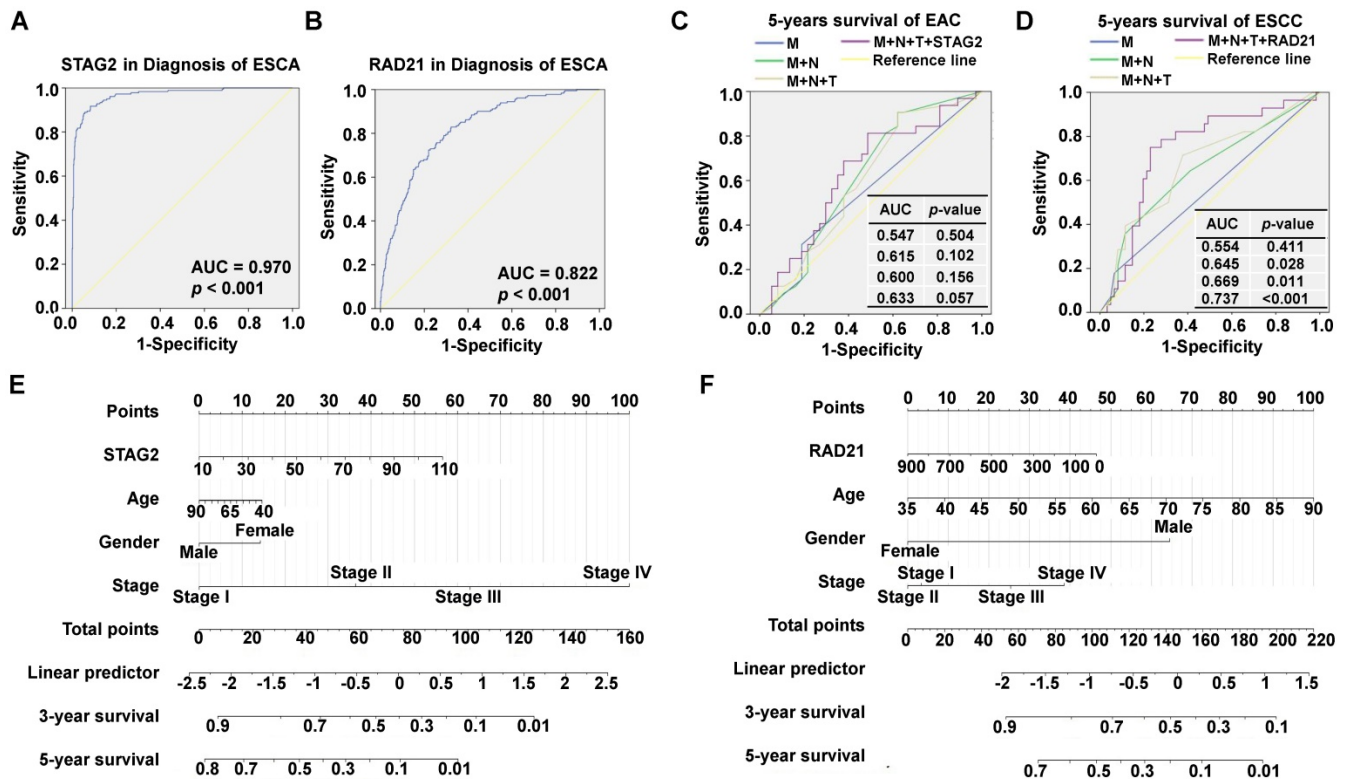 A
STAG2 in Diagnosis of ESCA
Sensitivity
1.0
0.8
0.6
0.4
0.2
0.0
AUC = 0.970
p < 0.001
0.0 0.2 0.4 0.6 0.8 1.0
1-Specificity
B
RAD21 in Diagnosis of ESCA
Sensitivity
1.0
0.8
0.6
0.4
0.2
0.0
AUC = 0.822
p < 0.001
0.0 0.2 0.4 0.6 0.8 1.0
1-Specificity
C
5-years survival of EAC
M
M+N
M+N+T
M+N+T+STAG2
Reference line
Sensitivity
1.0
0.8
0.6
0.4
0.2
0.0
AUC p-value
0.547 0.504
0.615 0.102
0.600 0.156
0.633 0.057
0.0 0.2 0.4 0.6 0.8 1.0
1-Specificity
D
5-years survival of ESCC
M
M+N
M+N+T
M+N+T+RAD21
Reference line
Sensitivity
1.0
0.8
0.6
0.4
0.2
0.0
AUC p-value
0.554 0.411
0.645 0.028
0.669 0.011
0.737 <0.001
0.0 0.2 0.4 0.6 0.8 1.0
1-Specificity
E
Points 0 10 20 30 40 50 60 70 80 90 100
STAG2
10 30 50 70 90 110
Age
90 65 40
Female
Gender
Male
Stage II Stage IV
Stage
Stage I Stage III
Total points 0 20 40 60 80 100 120 140 160
Linear predictor
-2.5 -2 -1.5 -1 -0.5 0 0.5 1 1.5 2 2.5
3-year survival
0.9 0.7 0.5 0.3 0.1 0.01
5-year survival
0.8 0.7 0.5 0.3 0.1 0.01
F
Points 0 10 20 30 40 50 60 70 80 90 100
RAD21
900 700 500 300 100 0
Age
35 40 45 50 55 60 65 70 75 80 85 90
Male
Gender
Female
Stage I Stage IV
Stage
Stage II Stage III
Total points
0 20 40 60 80 100 120 140 160 180 200 220
Linear predictor
-2 -1.5 -1 -0.5 0 0.5 1 1.5
3-year survival
0.9 0.7 0.5 0.3 0.1
5-year survival
0.7 0.5 0.3 0.1 0.01